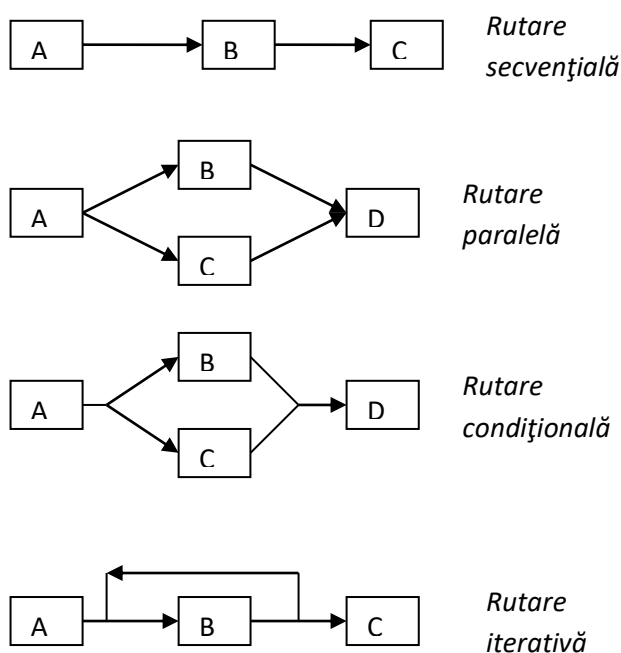 A B C Rutare
secvenţială
B
A D Rutare
C paralelă
B
A D Rutare
C condiţională
A B C Rutare
iterativă